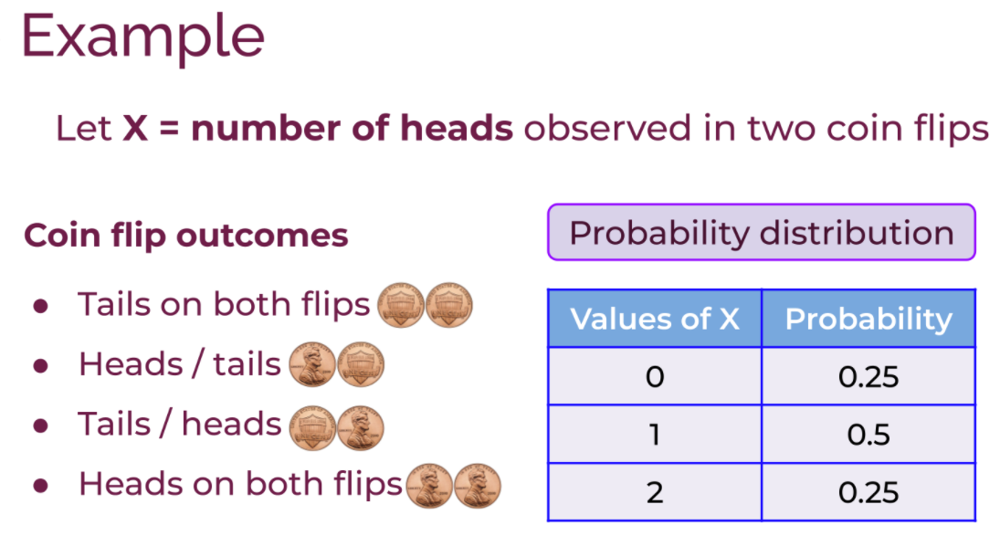 Example
Let X = number of heads observed in two coin flips
Coin flip outcomes
● Tails on both flips
● Heads / tails
● Tails / heads
● Heads on both flips
Probability distribution
Values of X Probability
0 0.25
1 0.5
2 0.25